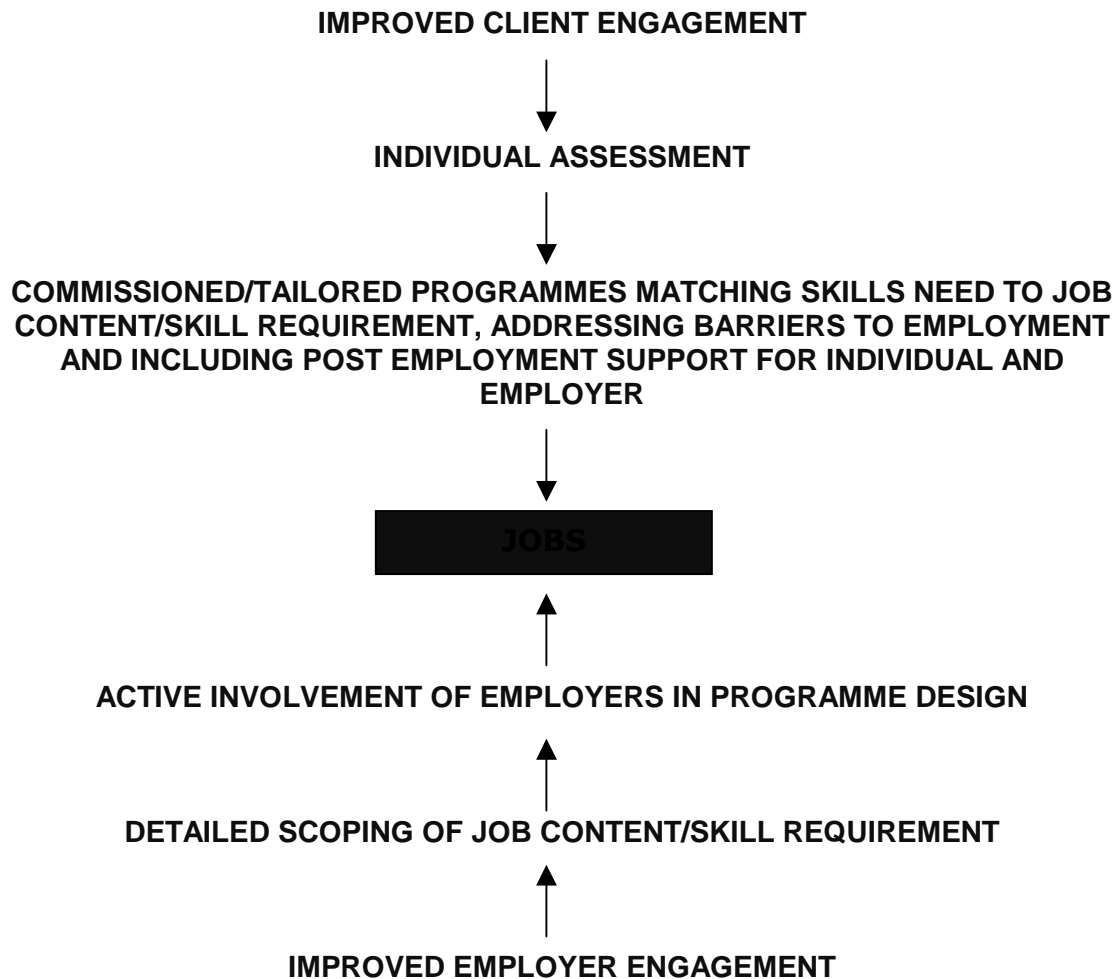 IMPROVED CLIENT ENGAGEMENT
INDIVIDUAL ASSESSMENT
COMMISSIONED/TAILORED PROGRAMMES MATCHING SKILLS NEED TO JOB
CONTENT/SKILL REQUIREMENT, ADDRESSING BARRIERS TO EMPLOYMENT
AND INCLUDING POST EMPLOYMENT SUPPORT FOR INDIVIDUAL AND
EMPLOYER
JOBS
ACTIVE INVOLVEMENT OF EMPLOYERS IN PROGRAMME DESIGN
DETAILED SCOPING OF JOB CONTENT/SKILL REQUIREMENT
IMPROVED EMPLOYER ENGAGEMENT